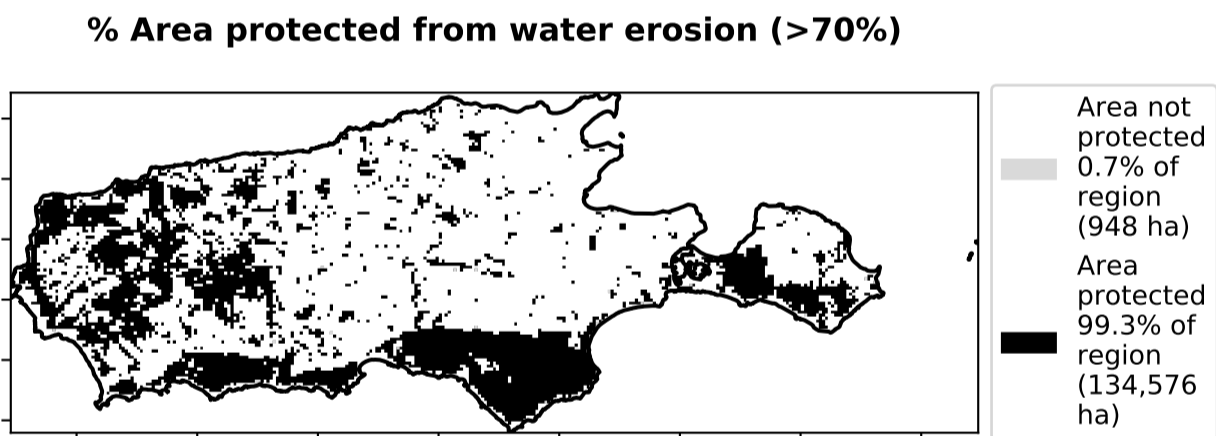 % Area protected from water erosion (>70%)
Area not
protected
0.7% of
region
(948 ha)
Area
protected
99.3% of
region
(134,576
ha)